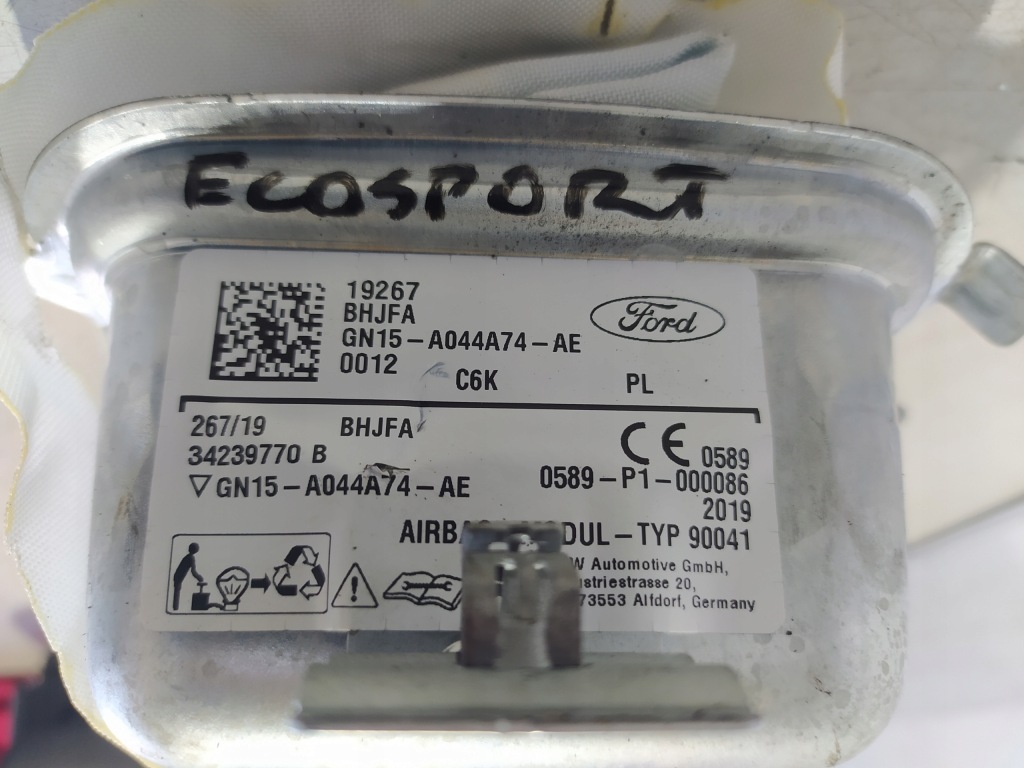 ECOSPORT
19267
BHJFA
GN15-A044A74-AE
0012
C6K
PL
Ford
267/19 BHJFA
34239770 B
GN15-A044A74-AE
CE 0589
0589-P1-000086
2019
TYP 90041
Automotive GmbH,
20,
73553 Alfdorf, Germany